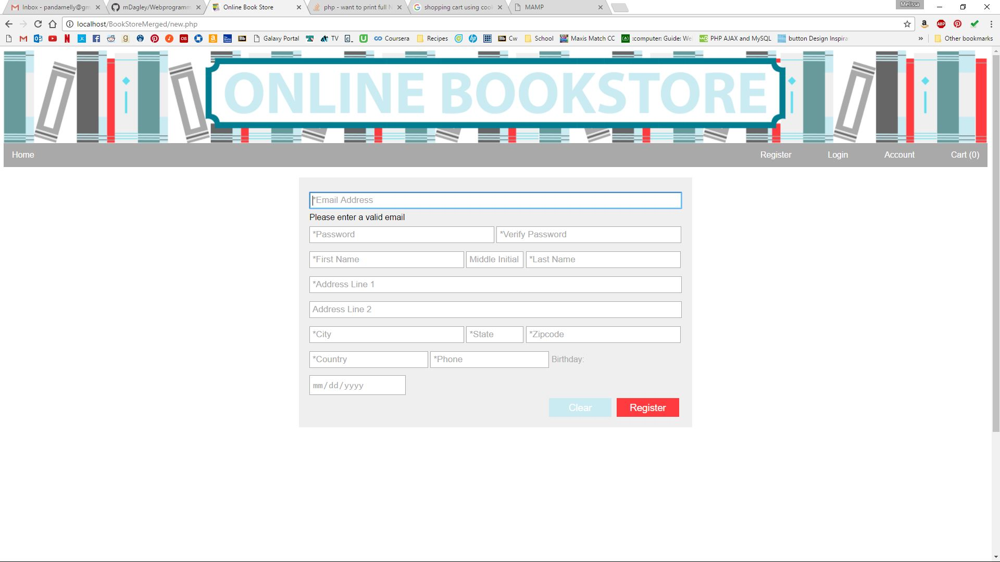 Melissa
Inbox - pandamelly@gm
mDagley/Webprogramm
Online Book Store
php - want to print full N
shopping cart using cook
MAMP
localhost/BookStoreMerged/new.php
ABP
Galaxy Portal
TV
Coursera
Recipes
Bb Cw
School
Maxis Match CC
:computer: Guide: We
PHP AJAX and MySQL
button Design Inspira
»
Other bookmarks
ONLINE BOOKSTORE
Home
Register
Login
Account
Cart (0)
*Email Address
Please enter a valid email
*Password
*Verify Password
*First Name
Middle Initial
*Last Name
*Address Line 1
Address Line 2
*City
*State
*Zipcode
*Country
*Phone
Birthday:
mm/dd/yyyy
Clear
Register